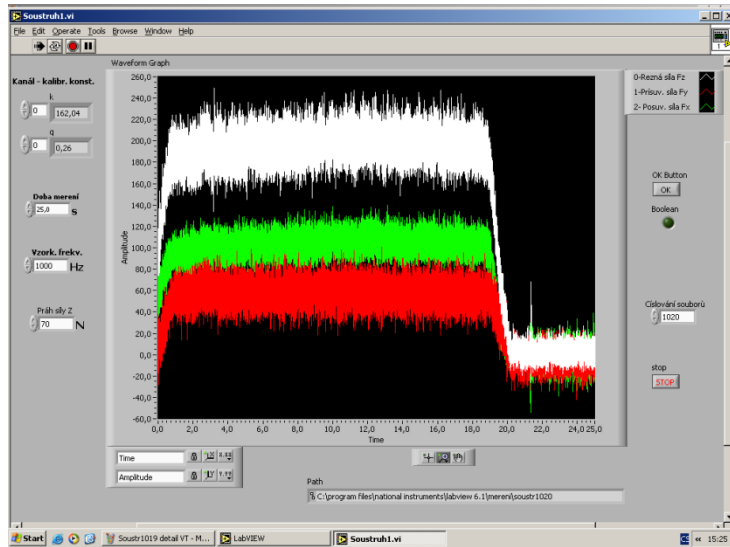 Soustruh1.vi
File Edit Operate Tools Browse Window Help
1
Waveform Graph
Kanál - kalibr. konst.
k
0 162,04
q
0 0,26
Doba merení
25,0 s
Vzork. frekv.
1000 Hz
Práh síly Z
70 N
Amplitude
260,0
240,0
220,0
200,0
180,0
160,0
140,0
120,0
100,0
80,0
60,0
40,0
20,0
0,0
-20,0
-40,0
-60,0
0,0 2,0 4,0 6,0 8,0 10,0 12,0 14,0 16,0 18,0 20,0 22,0 24,0 25,0
Time
0-Rezná síla Fz
1-Prísuv. síla Fy
2- Posuv. síla Fx
OK Button
OK
Boolean
Císlování souboru
1020
stop
STOP
Time
Amplitude
Path
C:\program files\national instruments\labview 6.1\mereni\soustr1020
Start
Soustr1019 detail VT - M...
LabVIEW
Soustruh1.vi
CS
15:25